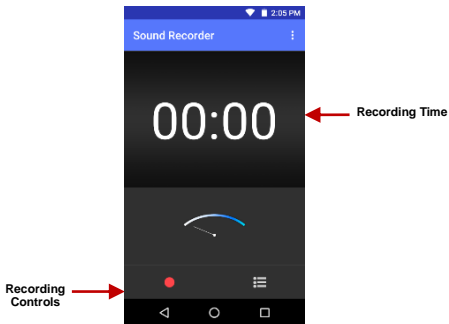 2:05 PM
Sound Recorder
00:00
Recording Time
Recording
Controls